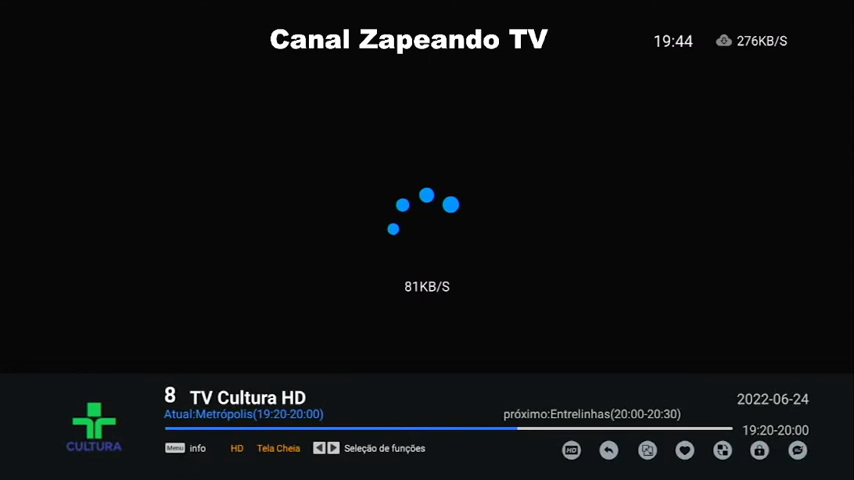 Canal Zapeando TV
19:44
276KB/S
81KB/S
8 TV Cultura HD
2022-06-24
Atual:Metrópolis(19:20-20:00)
próximo:Entrelinhas(20:00-20:30)
19:20-20:00
CULTURA
Menu info HD Tela Cheia Seleção de funções
HD